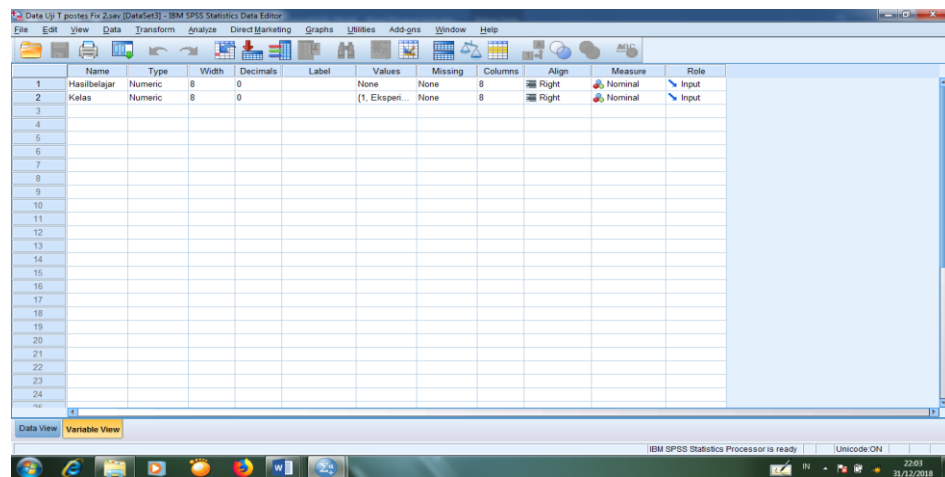 Data Uji T postes Fix 2.sav [DataSet3] - IBM SPSS Statistics Data Editor
File Edit View Data Transform Analyze Direct Marketing Graphs Utilities Add-ons Window Help
Name Type Width Decimals Label Values Missing Columns Align Measure Role
1 Hasilbelajar Numeric 8 0 None None 8 Right Nominal Input
2 Kelas Numeric 8 0 {1, Eksperi... None 8 Right Nominal Input
3
4
5
6
7
8
9
10
11
12
13
14
15
16
17
18
19
20
21
22
23
24
Data View Variable View
IBM SPSS Statistics Processor is ready Unicode:ON
IN 22:03
31/12/2018